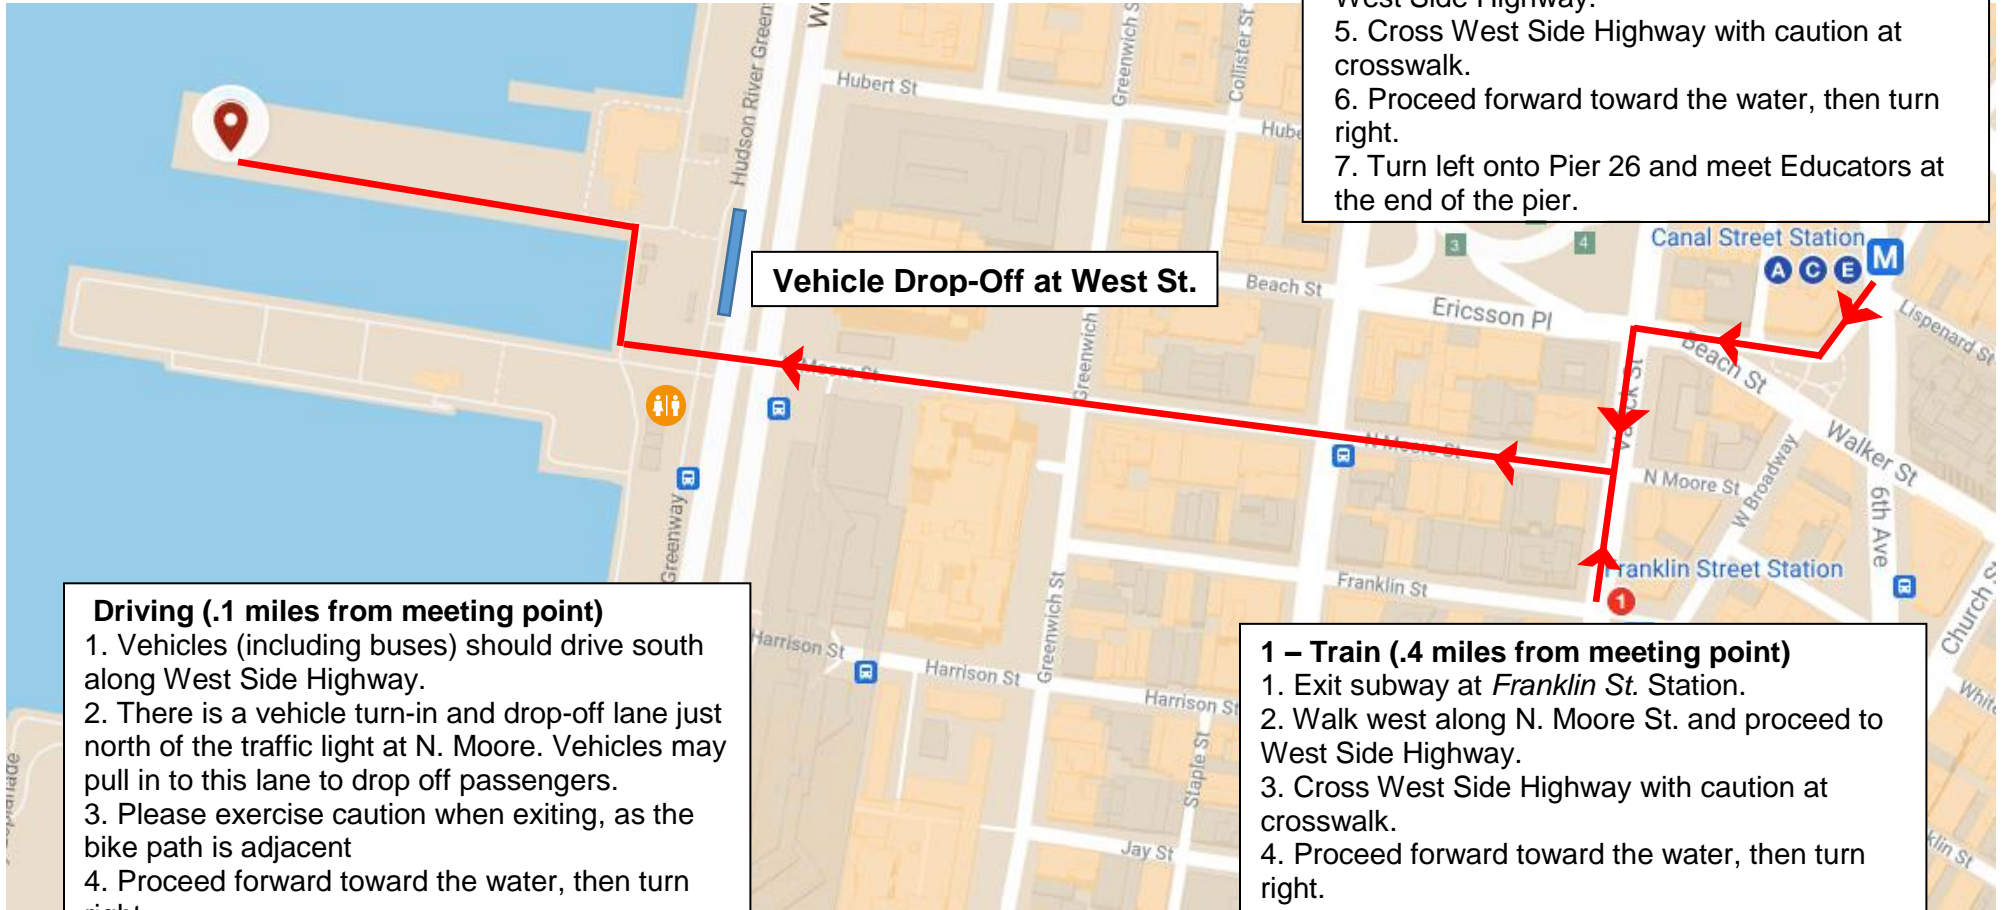 West Side Highway.
5. Cross West Side Highway with caution at
crosswalk.
6. Proceed forward toward the water, then turn
right.
7. Turn left onto Pier 26 and meet Educators at
the end of the pier.
Hudson River Green
Greenwich S
Collister St
Hubert St
Hube
Vehicle Drop-Off at West St.
Beach St
Ericsson Pl
3
4
Canal Street Station
A C E M
Lispenard St
Beach St
Greenwich
N Moore St
Varick St
N Moore St
N Moore St
W Broadway
Walker St
6th Ave
Greenway
Franklin Street Station
1
Franklin St
Church S
White
Greenwich St
Harrison St
Harrison St
Harrison St
Staple St
Jay St
klin St
Driving (.1 miles from meeting point)
1. Vehicles (including buses) should drive south
along West Side Highway.
2. There is a vehicle turn-in and drop-off lane just
north of the traffic light at N. Moore. Vehicles may
pull in to this lane to drop off passengers.
3. Please exercise caution when exiting, as the
bike path is adjacent
4. Proceed forward toward the water, then turn
right
1 – Train (.4 miles from meeting point)
1. Exit subway at Franklin St. Station.
2. Walk west along N. Moore St. and proceed to
West Side Highway.
3. Cross West Side Highway with caution at
crosswalk.
4. Proceed forward toward the water, then turn
right.